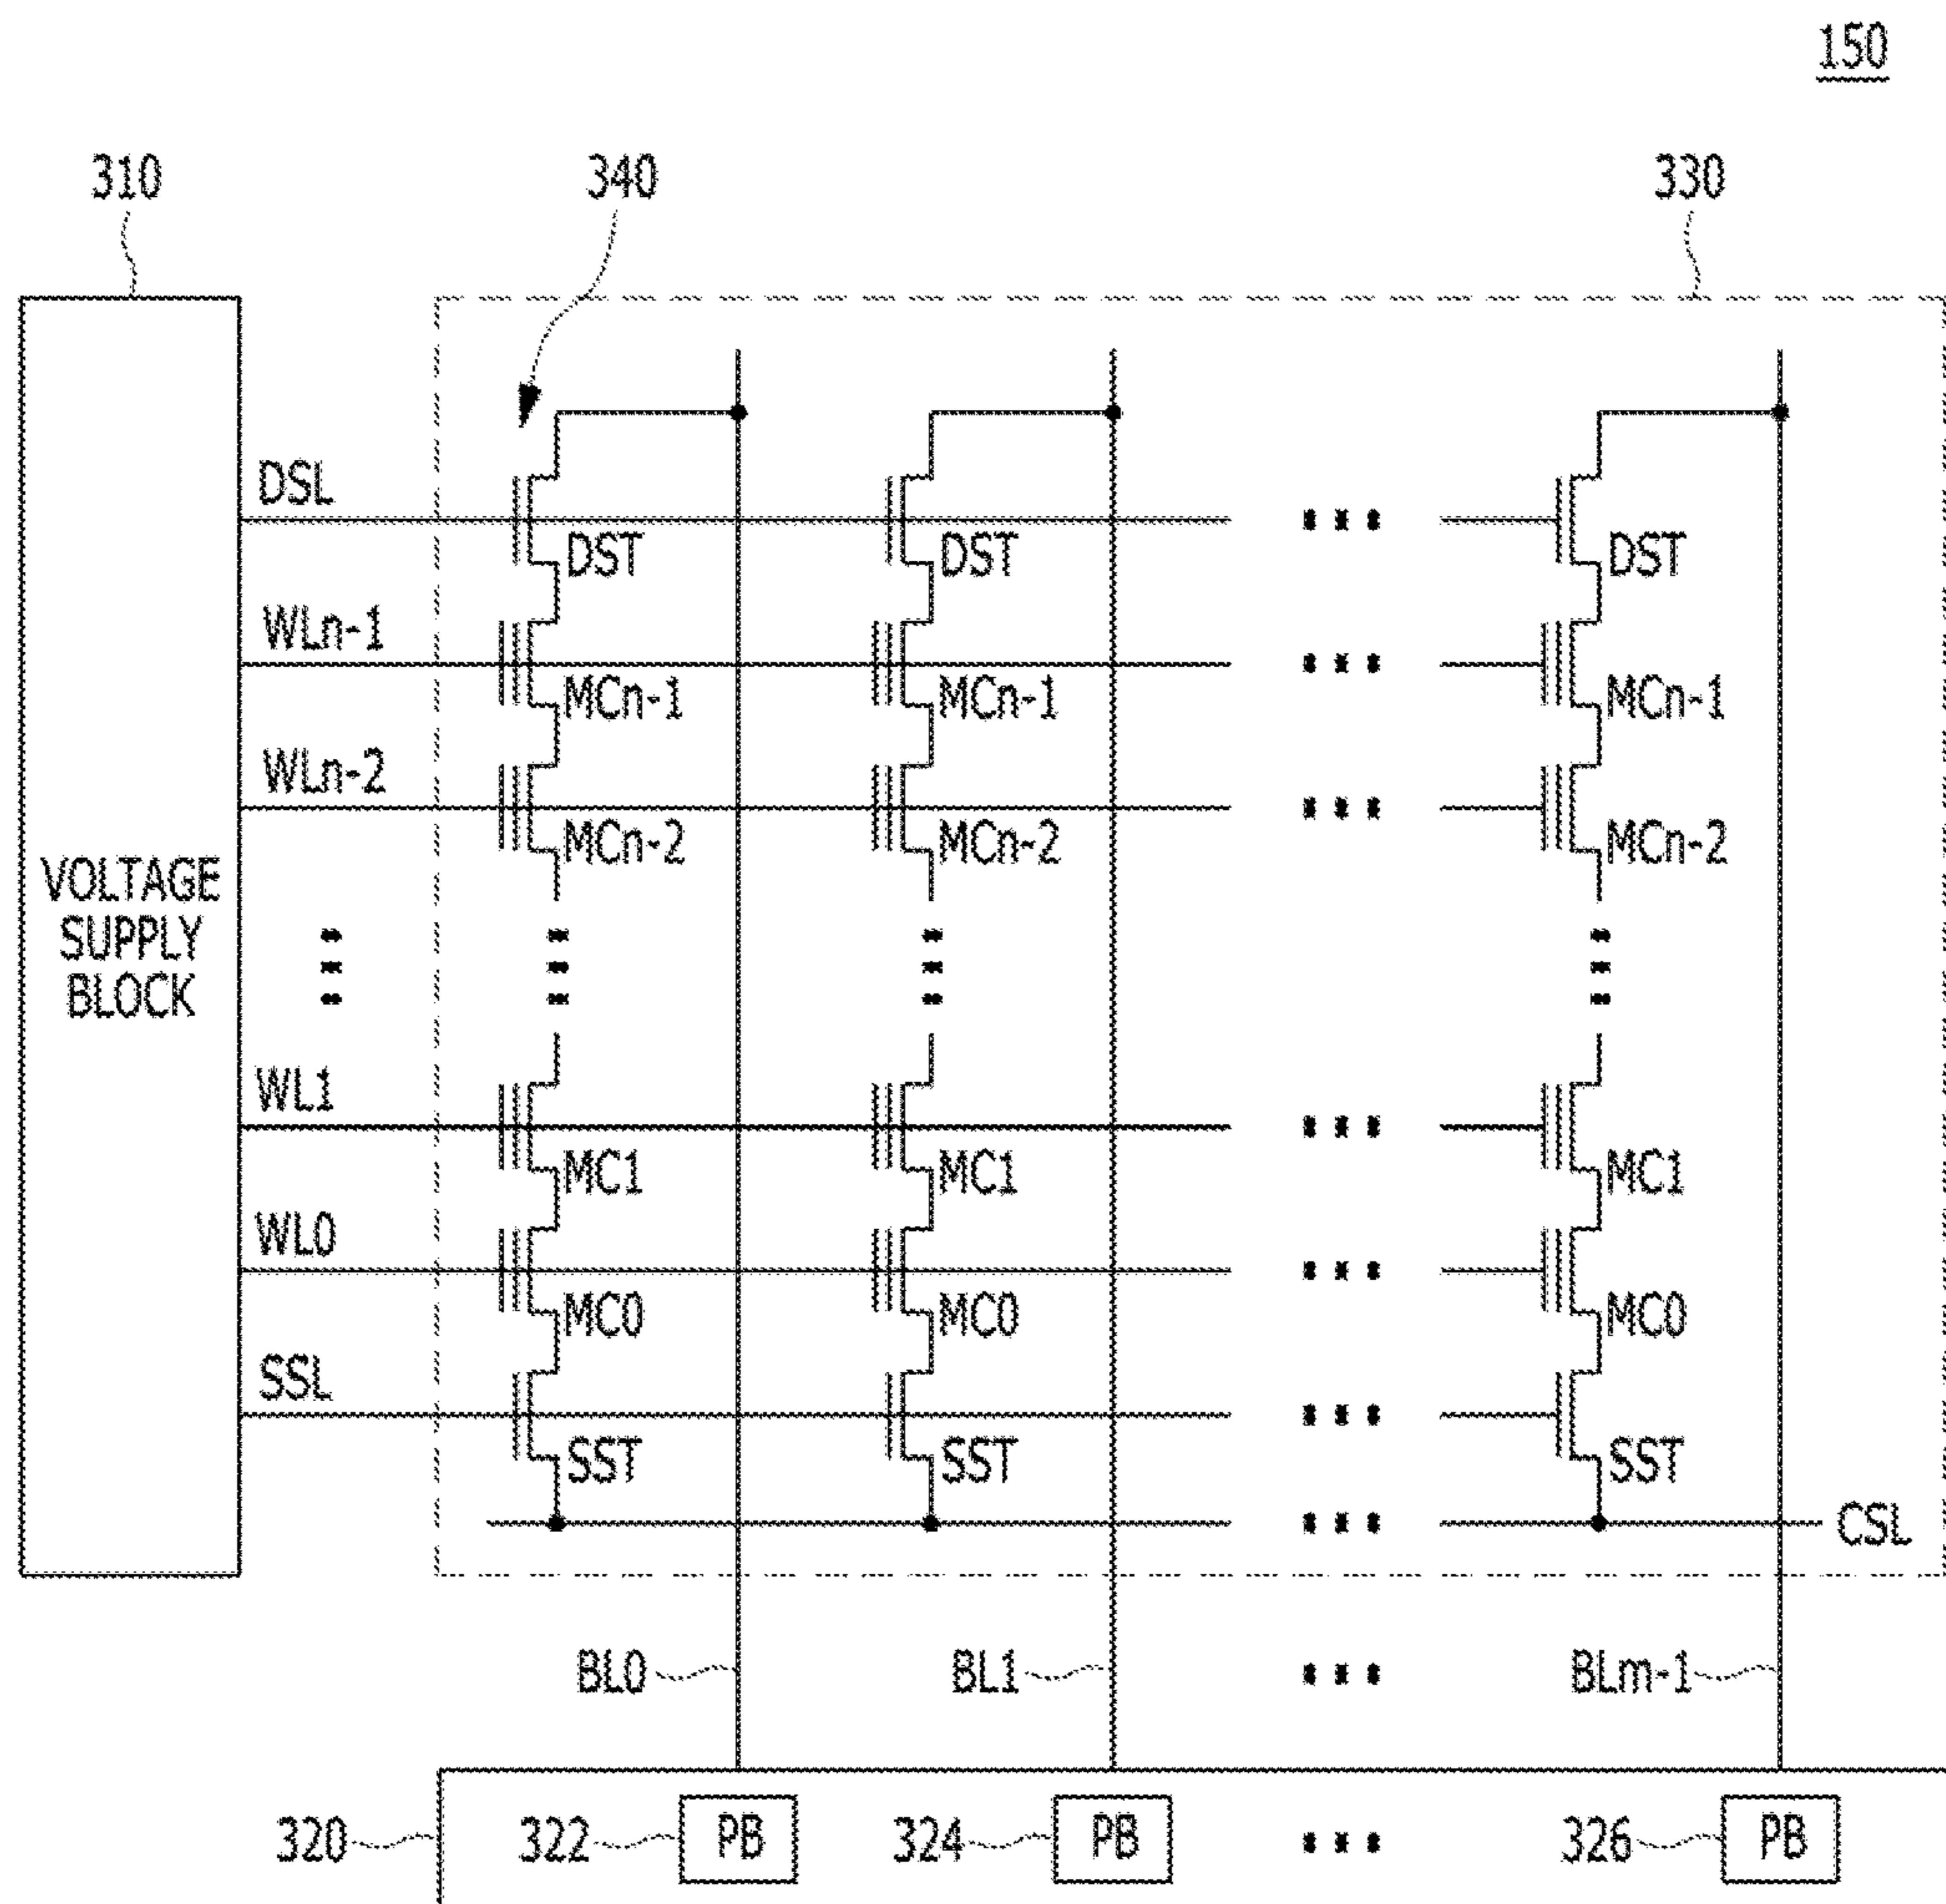 150
310 340 330
DSL
DST DST DST
WLn-1
MCn-1 MCn-1 MCn-1
WLn-2
MCn-2 MCn-2 MCn-2
VOLTAGE
SUPPLY
BLOCK
WL1
MC1 MC1 MC1
WL0
MC0 MC0 MC0
SSL
SST SST SST
CSL
BL0 BL1 BLm-1
320 322 PB 324 PB 326 PB